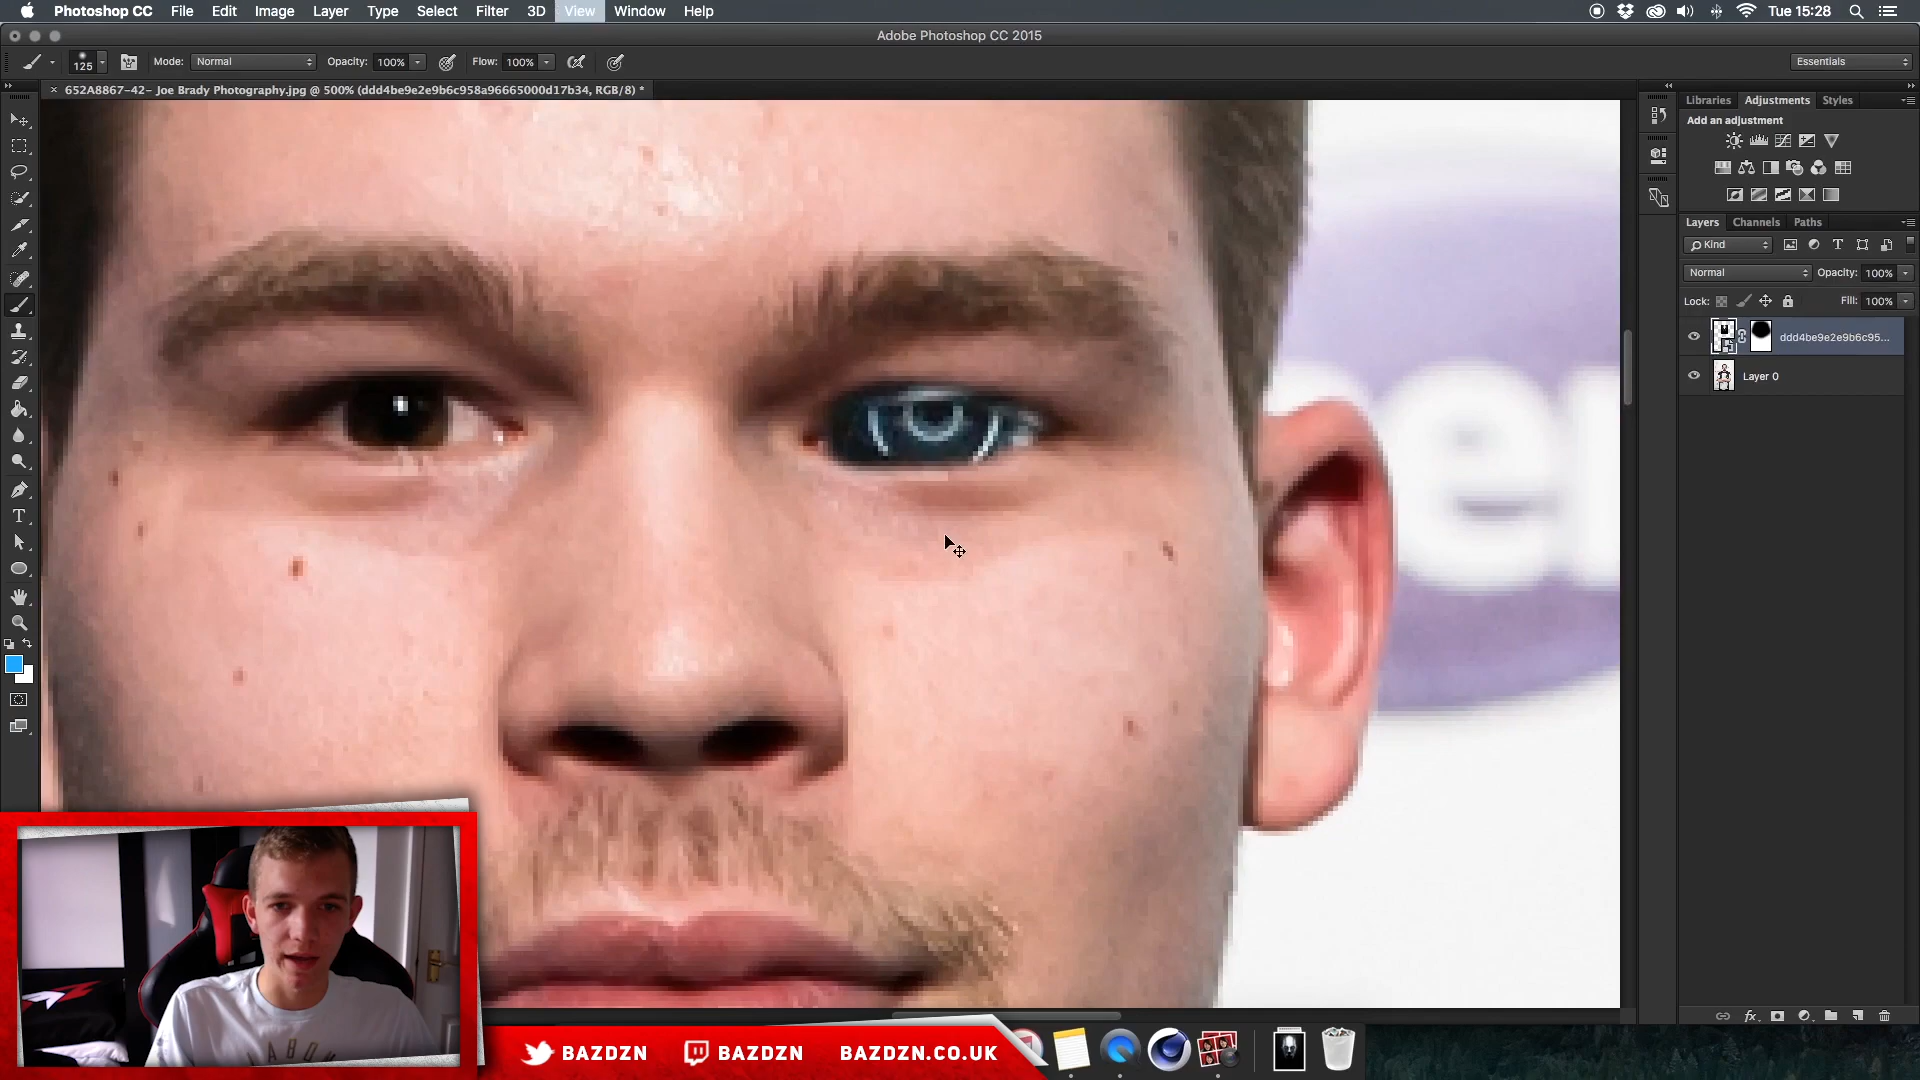 Photoshop CC File Edit Image Layer Type Select Filter 3D View Window Help Tue 15:28
Adobe Photoshop CC 2015
125 Mode: Normal Opacity: 100% Flow: 100% Essentials
× 652A8867-42- Joe Brady Photography.jpg @ 500% (ddd4be9e2e9b6c958a96665000d17b34, RGB/8) *
Libraries Adjustments Styles
Add an adjustment
Layers Channels Paths
Kind
Normal Opacity: 100%
Lock: Fill: 100%
ddd4be9e2e9b6c95...
Layer 0
er
BAZDZN BAZDZN BAZDZN.CO.UK